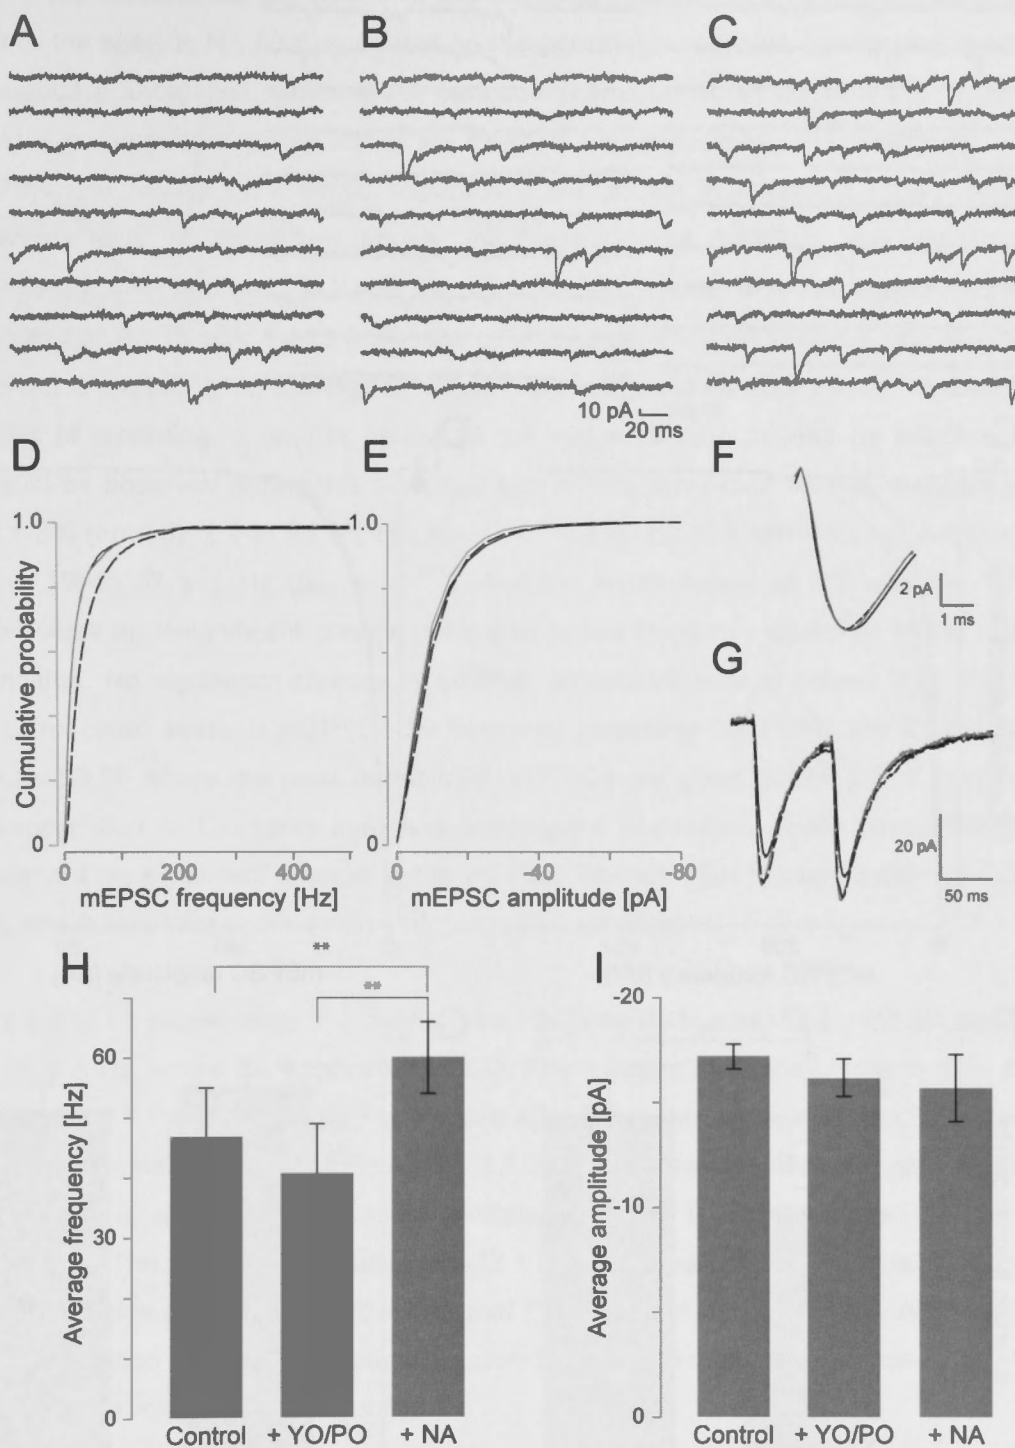 A B C
10 pA
20 ms
D E F
1.0
1.0
Cumulative probability
0
0
0 200 400
mEPSC frequency [Hz]
0 -40 -80
mEPSC amplitude [pA]
2 pA
1 ms
G
20 pA
50 ms
H
**
**
60
30
0
Average frequency [Hz]
Control + YO/PO + NA
I
-20
-10
0
Average amplitude [pA]
Control + YO/PO + NA